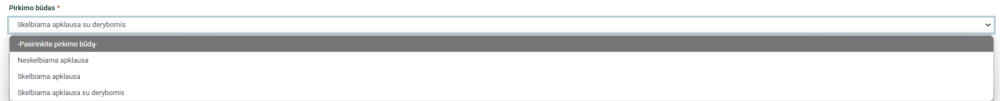 Pirkimo būdas *
Skelbiama apklausa su derybomis
-Pasirinkite pirkimo būdą-
Neskelbiama apklausa
Skelbiama apklausa
Skelbiama apklausa su derybomis